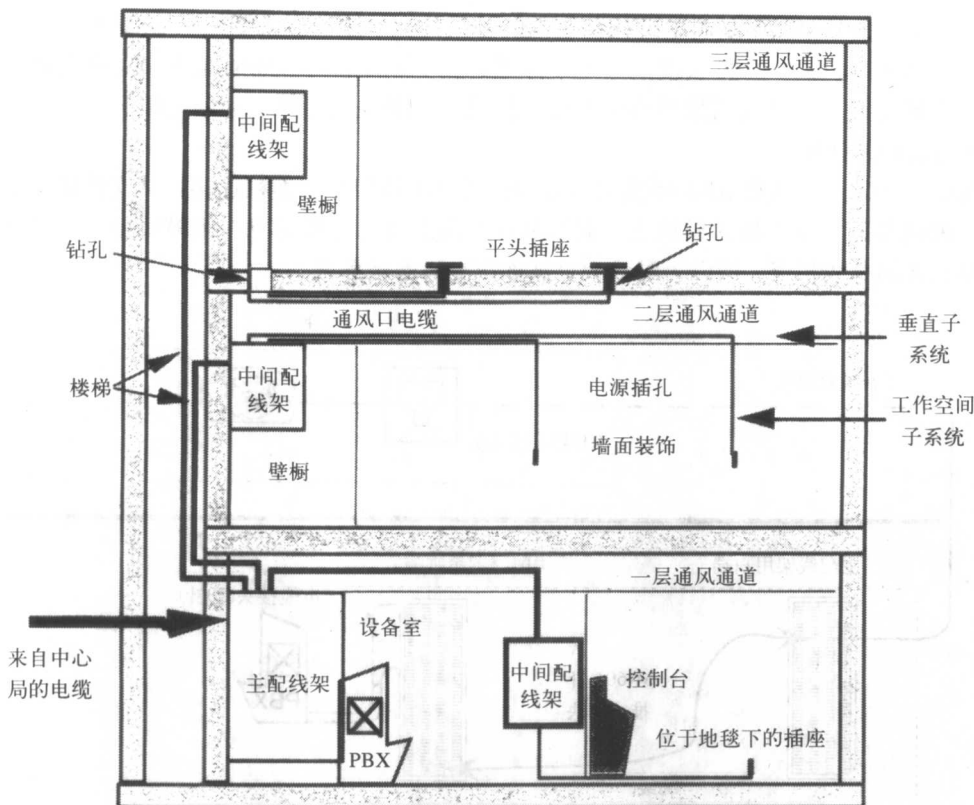 三层通风通道
中间配
线架
壁橱
钻孔
平头插座
钻孔
通风口电缆
二层通风通道
垂直子
系统
中间配
线架
楼梯
电源插孔
工作空间
子系统
墙面装饰
壁橱
一层通风通道
设备室
来自中心
局的电缆
主配线架
中间配
线架
控制台
位于地毯下的插座
PBX